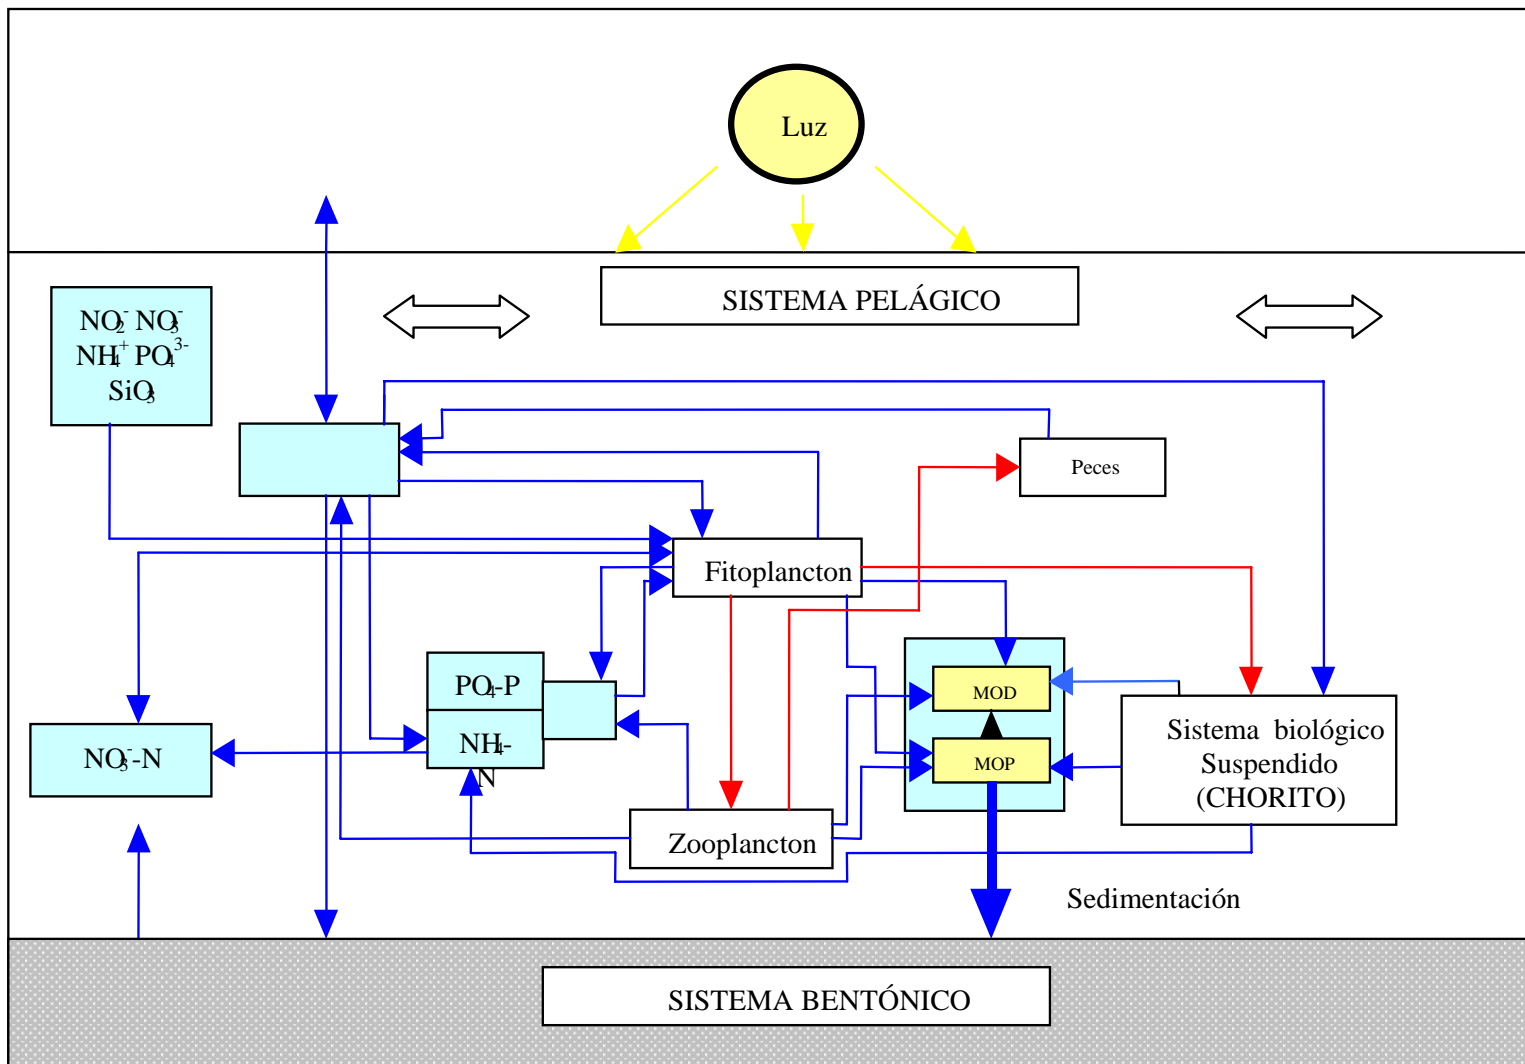 Luz
SISTEMA PELÁGICO
NO₂⁻ NO₃⁻
NH₄⁺ PO₄³⁻
SiO₃
Peces
Fitoplancton
PO₄-P
NH₄-
N
NO₃⁻-N
MOD
MOP
Sistema biológico
Suspendido
(CHORITO)
Zooplancton
Sedimentación
SISTEMA BENTÓNICO